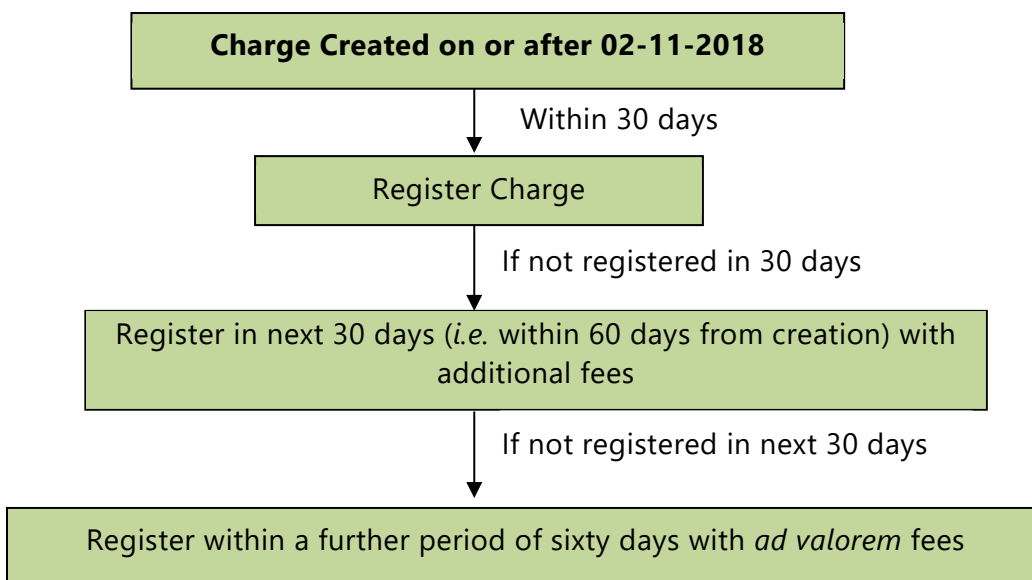 Charge Created on or after 02-11-2018
Within 30 days
Register Charge
If not registered in 30 days
Register in next 30 days (i.e. within 60 days from creation) with
additional fees
If not registered in next 30 days
Register within a further period of sixty days with ad valorem fees